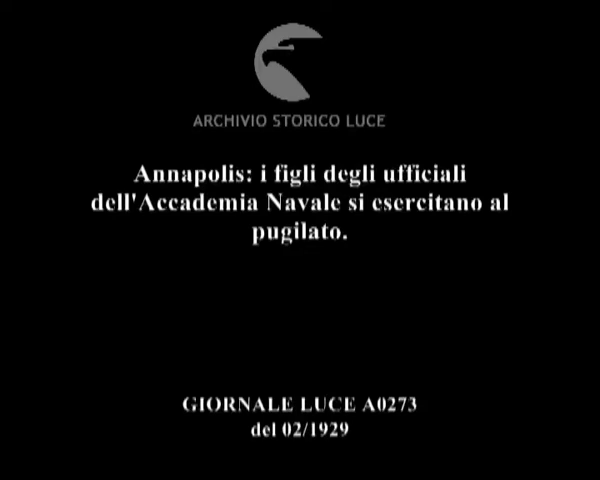 ARCHIVIO STORICO LUCE
Annapolis: i figli degli ufficiali
dell'Accademia Navale si esercitano al
pugilato.
GIORNALE LUCE A0273
del 02/1929